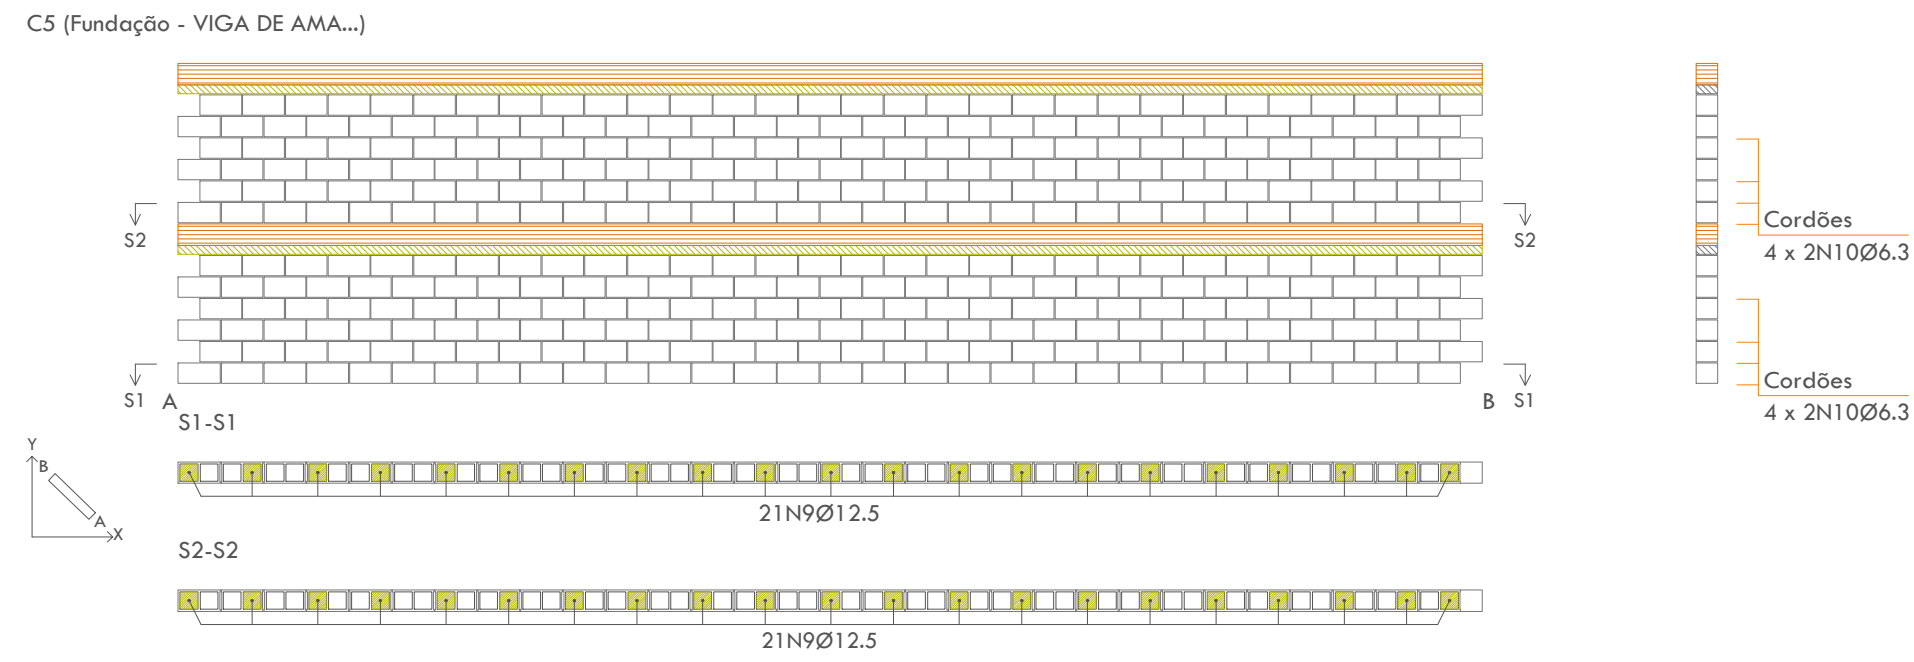 C5 (Fundação - VIGA DE AMA...)
S2 S2
Cordões
4 x 2N10Ø6.3
Cordões
4 x 2N10Ø6.3
S1 A B S1
S1-S1
Y
B
A
X
21N9Ø12.5
S2-S2
21N9Ø12.5